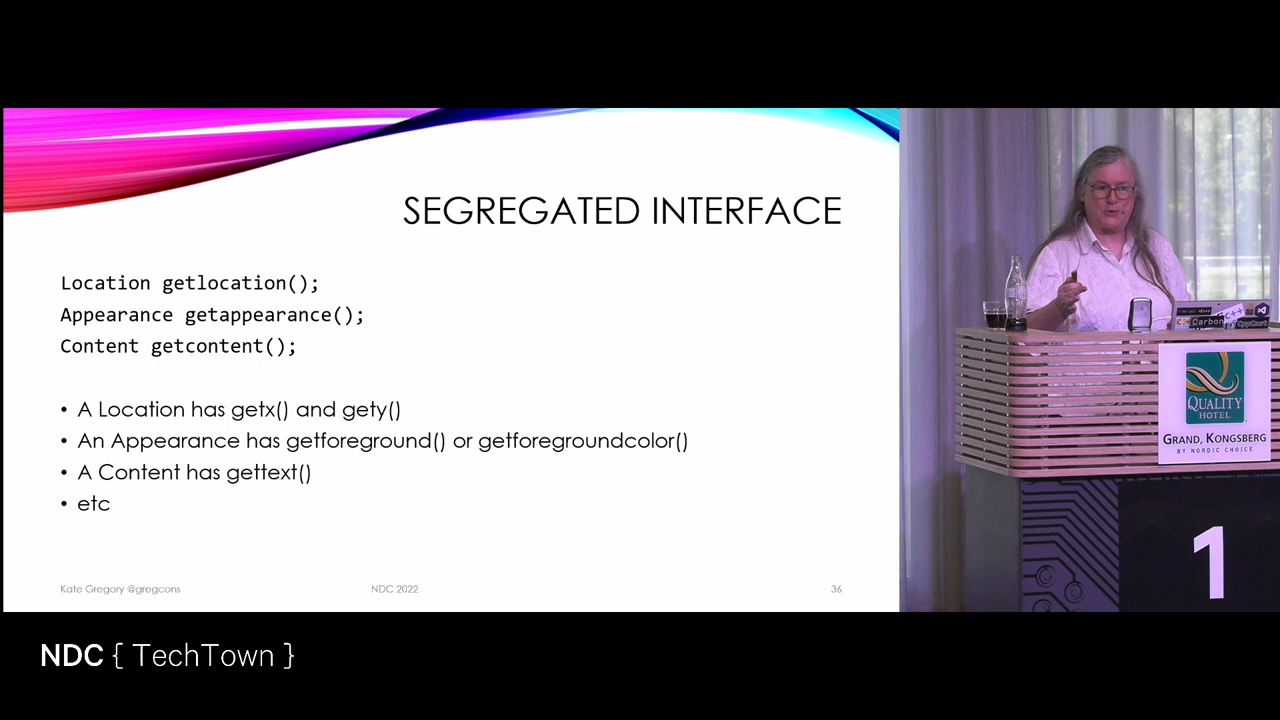 SEGREGATED INTERFACE
Location getlocation();
Appearance getappearance();
Content getcontent();
• A Location has getx() and gety()
• An Appearance has getforeground() or getforegroundcolor()
• A Content has gettext()
• etc
Kate Gregory @gregcons
NDC 2022
36
Carbon
C++
CppCast
QUALITY
HOTEL
GRAND, KONGSBERG
BY NORDIC CHOICE
1
NDC { TechTown }